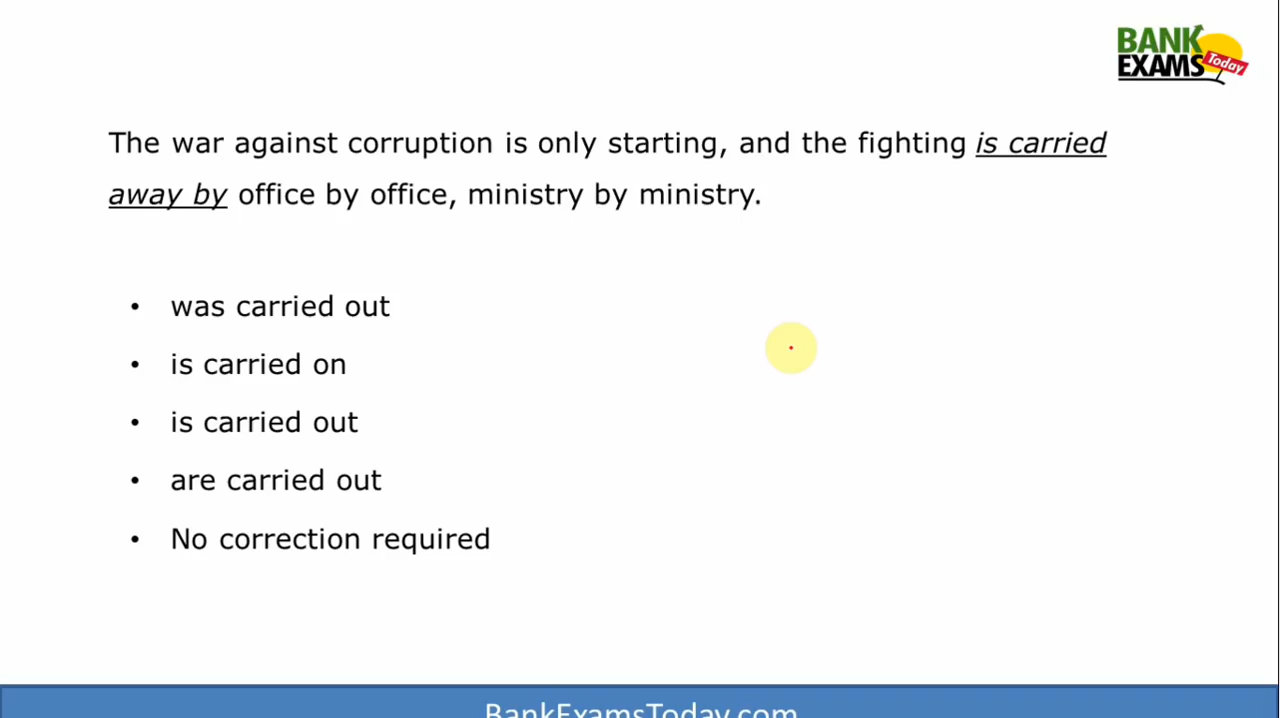 BANK
EXAMS Today
The war against corruption is only starting, and the fighting is carried
away by office by office, ministry by ministry.
• was carried out
• is carried on
• is carried out
• are carried out
• No correction required
BankExamsToday.com